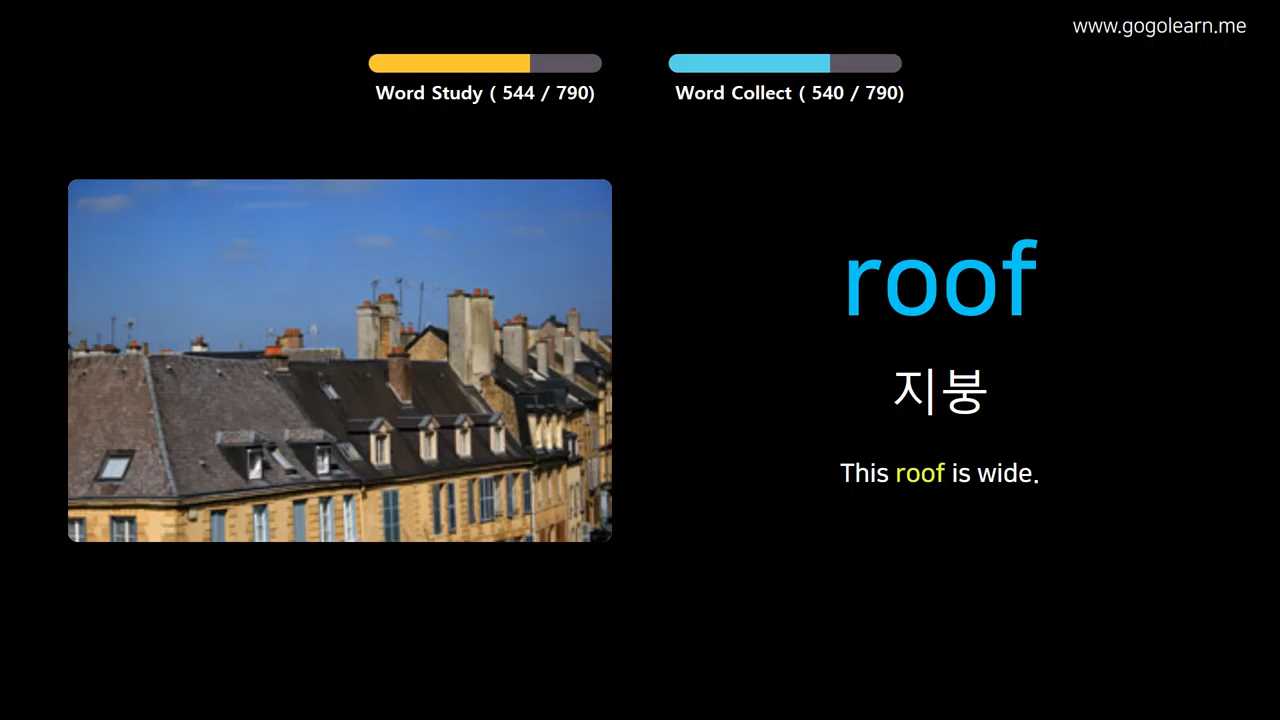 www.gogolearn.me
Word Study ( 544 / 790)
Word Collect ( 540 / 790)
roof
지붕
This roof is wide.